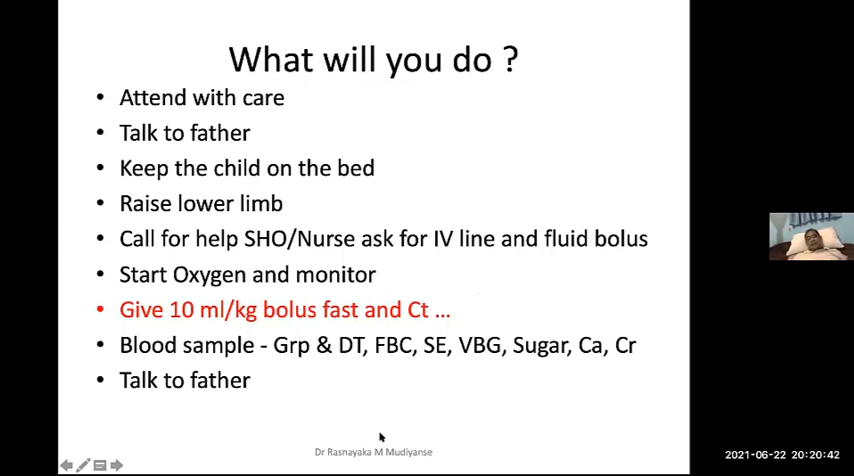 What will you do ?
• Attend with care
• Talk to father
• Keep the child on the bed
• Raise lower limb
• Call for help SHO/Nurse ask for IV line and fluid bolus
• Start Oxygen and monitor
• Give 10 ml/kg bolus fast and Ct ...
• Blood sample - Grp & DT, FBC, SE, VBG, Sugar, Ca, Cr
• Talk to father
Dr Rasnayaka M Mudiyanse
2021-06-22 20:20:42